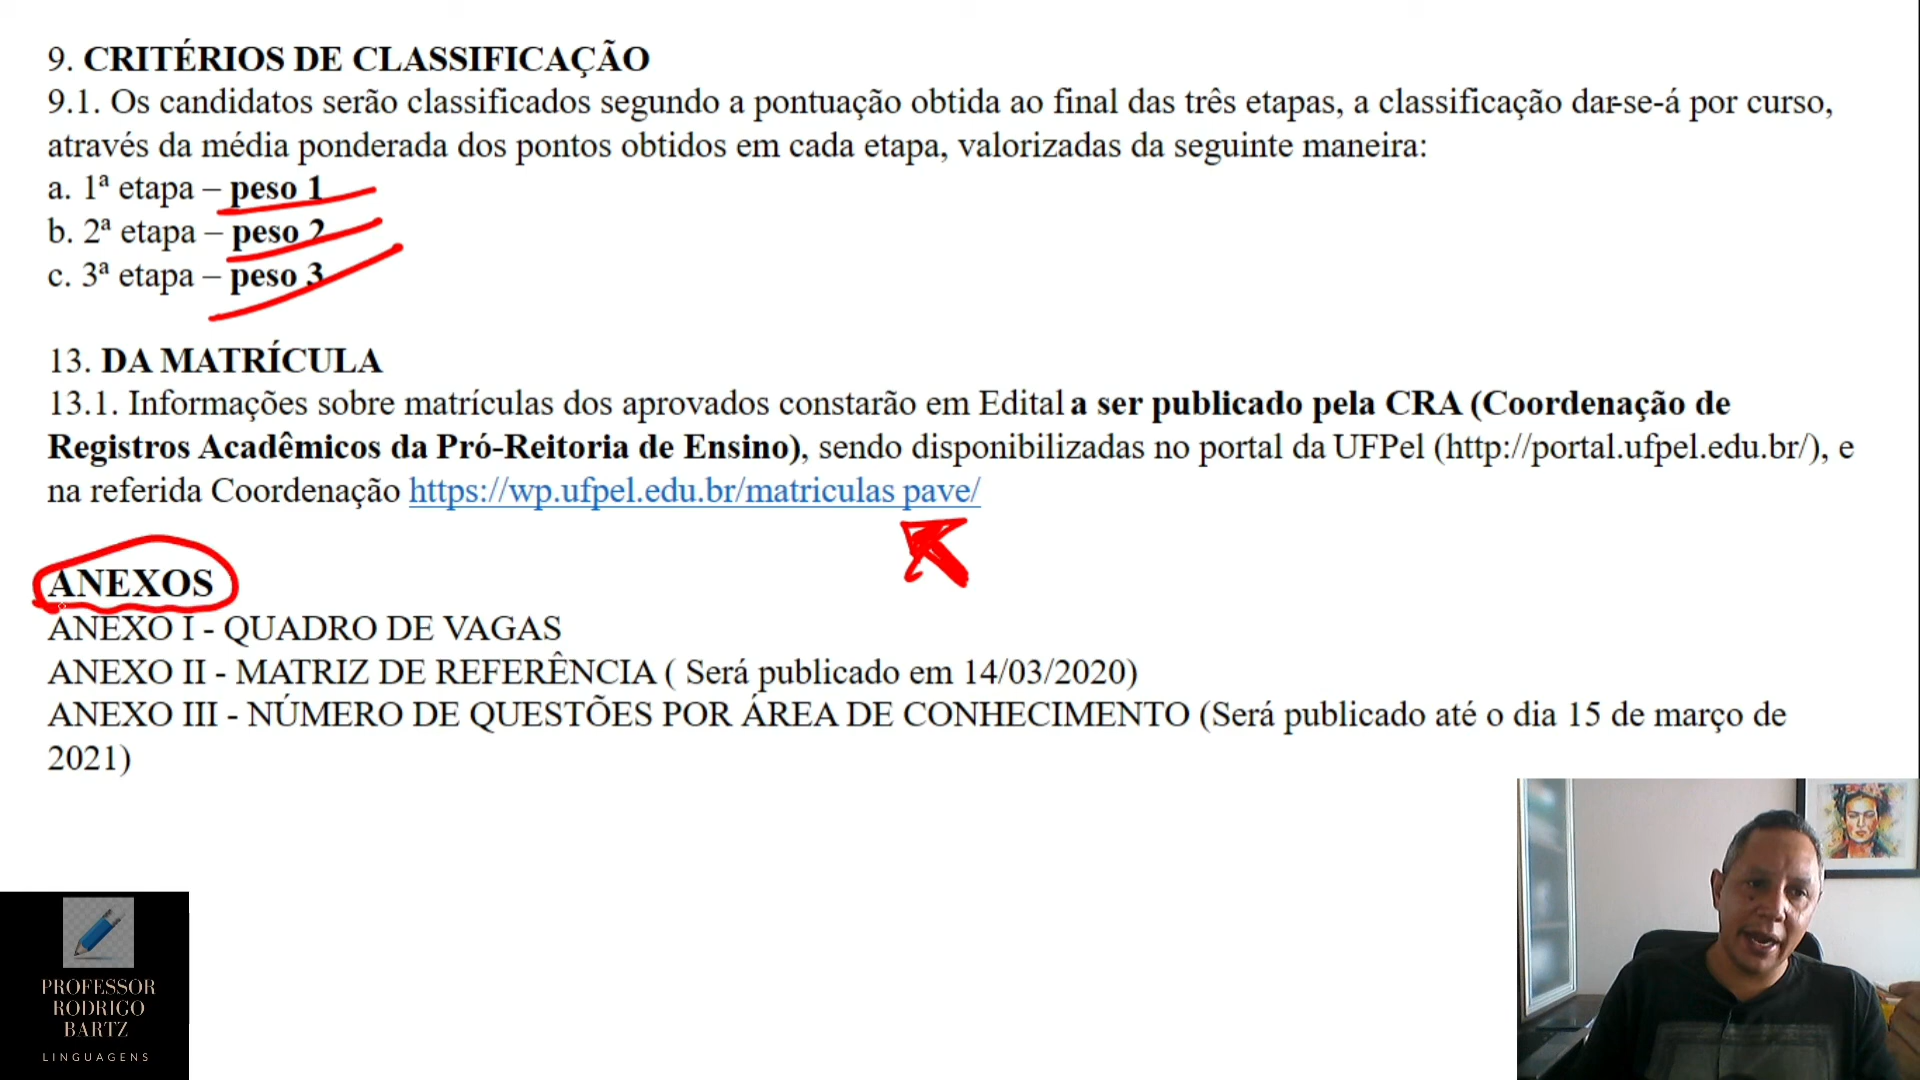 9. CRITÉRIOS DE CLASSIFICAÇÃO
9.1. Os candidatos serão classificados segundo a pontuação obtida ao final das três etapas, a classificação dar-se-á por curso,
através da média ponderada dos pontos obtidos em cada etapa, valorizadas da seguinte maneira:
a. 1ª etapa – peso 1
b. 2ª etapa – peso 2
c. 3ª etapa – peso 3
13. DA MATRÍCULA
13.1. Informações sobre matrículas dos aprovados constarão em Edital a ser publicado pela CRA (Coordenação de
Registros Acadêmicos da Pró-Reitoria de Ensino), sendo disponibilizadas no portal da UFPel (http://portal.ufpel.edu.br/), e
na referida Coordenação https://wp.ufpel.edu.br/matriculas pave/
ANEXOS
ANEXO I - QUADRO DE VAGAS
ANEXO II - MATRIZ DE REFERÊNCIA ( Será publicado em 14/03/2020)
ANEXO III - NÚMERO DE QUESTÕES POR ÁREA DE CONHECIMENTO (Será publicado até o dia 15 de março de
2021)
PROFESSOR
RODRIGO
BARTZ
LINGUAGENS